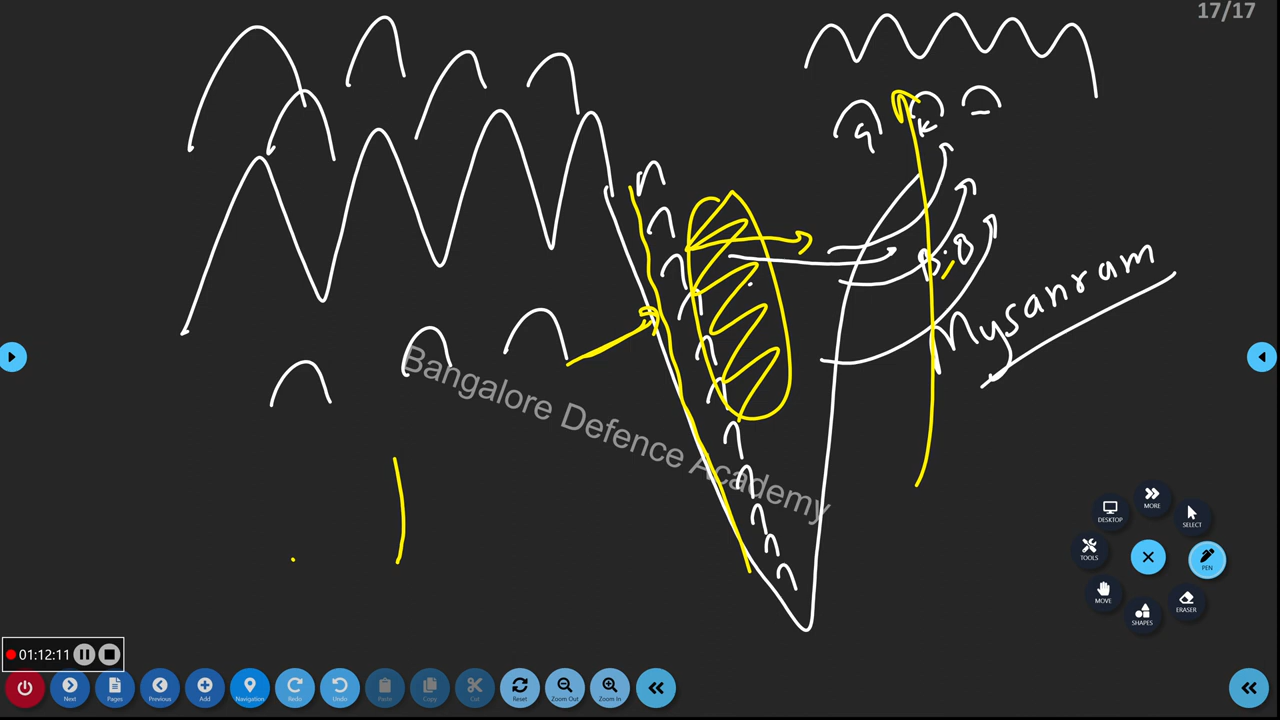 17/17
G K
B.B
Mysanram
Bangalore Defence Academy
DESKTOP
MORE
SELECT
TOOLS
PEN
MOVE
SHAPES
ERASER
01:12:11
Next
Pages
Previous
Add
Navigation
Redo
Undo
Paste
Copy
Cut
Reset
Zoom Out
Zoom In